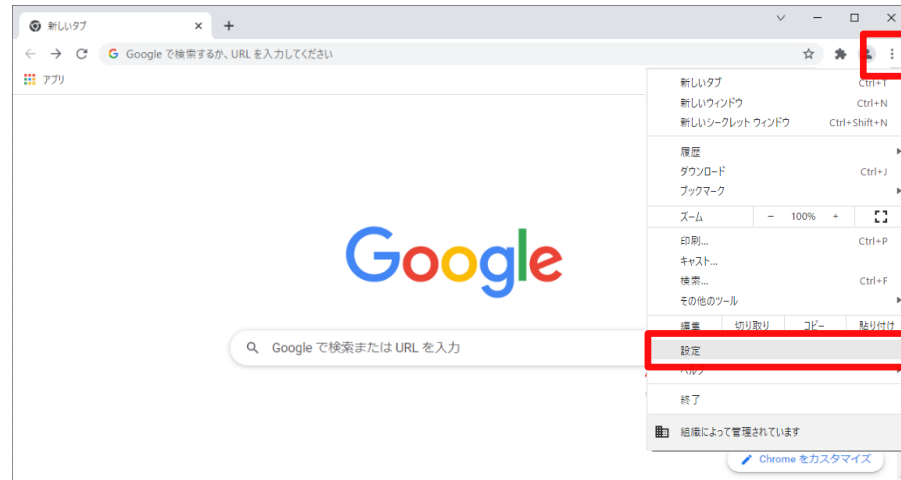 新しいタブ
Google で検索するか、URL を入力してください
アプリ
新しいタブ Ctrl+T
新しいウィンドウ Ctrl+N
新しいシークレット ウィンドウ Ctrl+Shift+N
履歴
ダウンロード Ctrl+J
ブックマーク
ズーム - 100% +
印刷... Ctrl+P
キャスト...
検索... Ctrl+F
その他のツール
編集 切り取り コピー 貼り付け
設定
ヘルプ
終了
組織によって管理されています
Google
Google で検索または URL を入力
Chrome をカスタマイズ